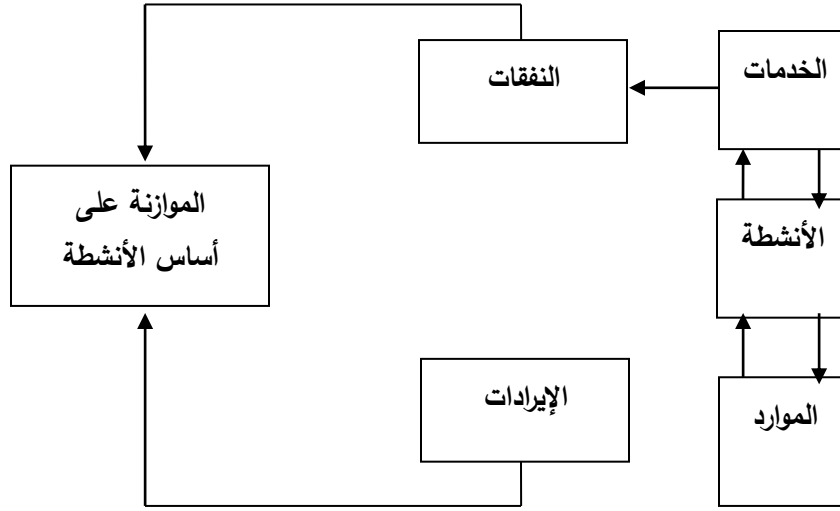 الخدمات
النفقات
الموازنة على
أساس الأنشطة
الأنشطة
الإيرادات
الموارد